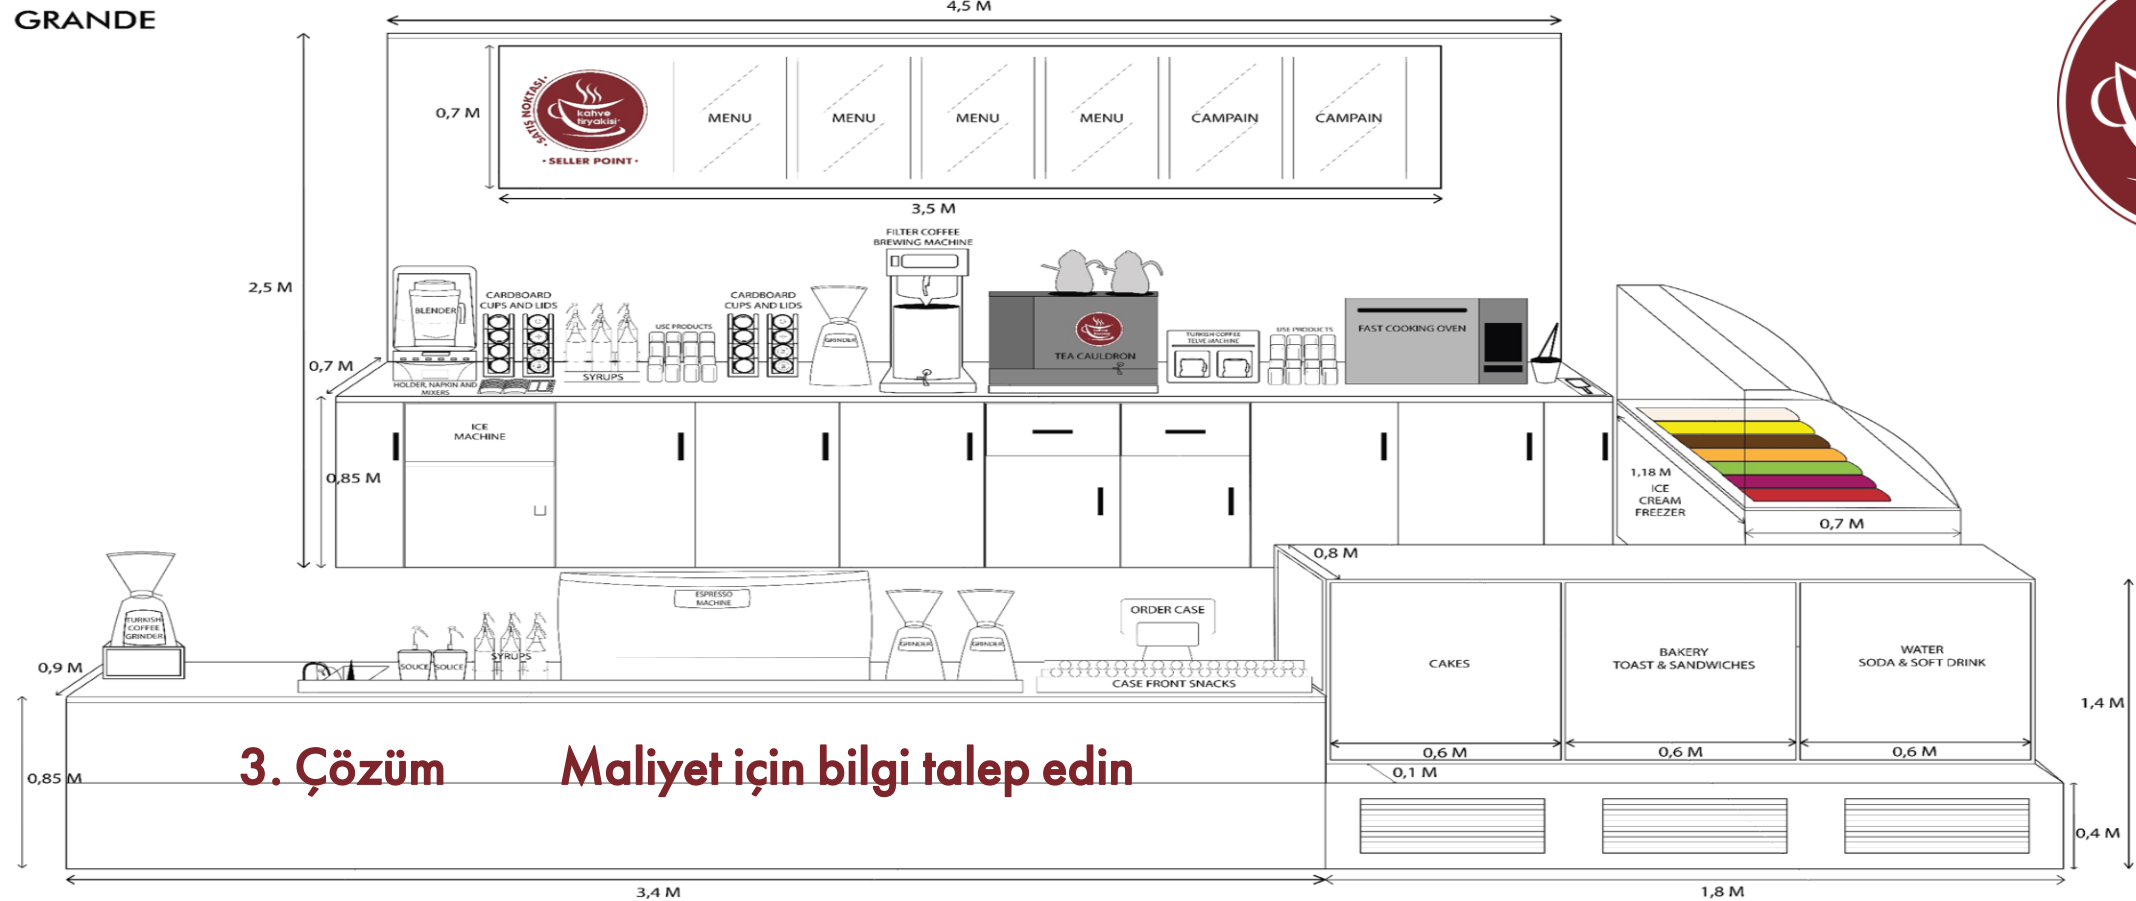 GRANDE
4,5 M
0,7 M
SATIŞ NOKTASI
kahve
tiryakisi
· SELLER POINT ·
MENU
MENU
MENU
MENU
CAMPAIN
CAMPAIN
3,5 M
2,5 M
FILTER COFFEE
BREWING MACHINE
BLENDER
CARDBOARD
CUPS AND LIDS
SYRUPS
USE PRODUCTS
CARDBOARD
CUPS AND LIDS
GRINDER
TEA CAULDRON
TURKISH COFFEE
TELVE MACHINE
USE PRODUCTS
FAST COOKING OVEN
0,7 M
HOLDER, NAPKIN AND
MIXERS
ICE
MACHINE
0,85 M
1,18 M
ICE
CREAM
FREEZER
0,7 M
0,8 M
TURKISH
COFFEE
GRINDER
0,9 M
SOUCE
SOUCE
SYRUPS
ESPRESSO
MACHINE
GRINDER
GRINDER
ORDER CASE
CASE FRONT SNACKS
CAKES
BAKERY
TOAST & SANDWICHES
WATER
SODA & SOFT DRINK
1,4 M
0,6 M
0,6 M
0,6 M
0,1 M
0,85 M
3. Çözüm
Maliyet için bilgi talep edin
0,4 M
3,4 M
1,8 M